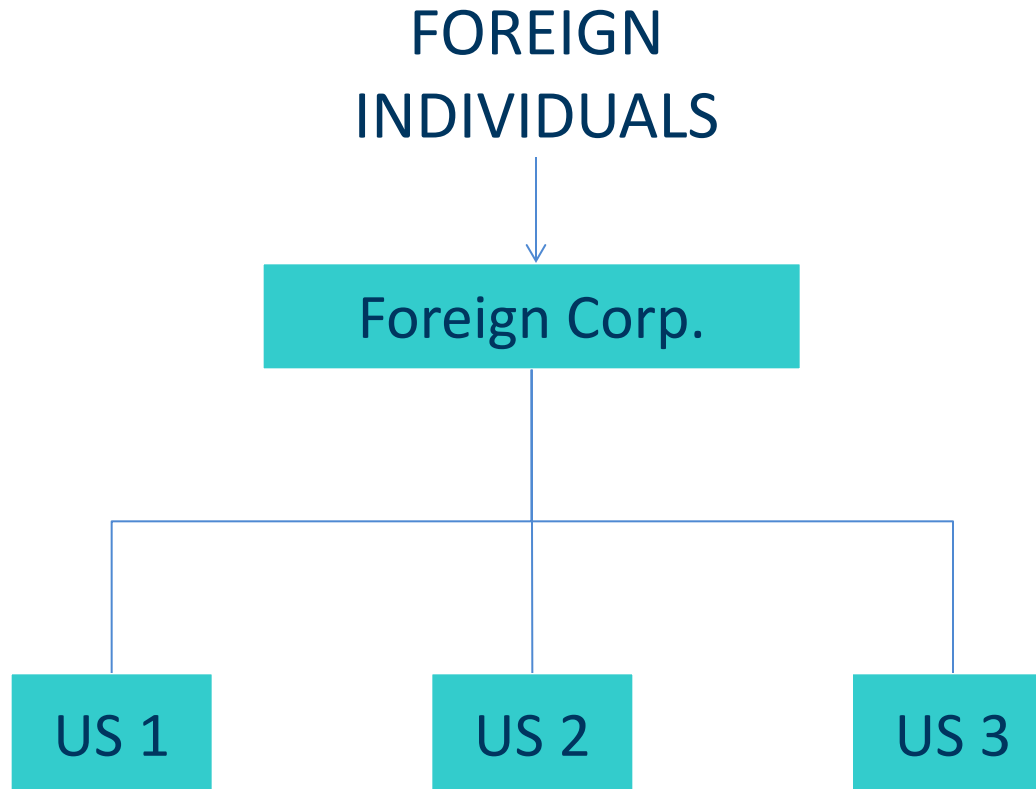 FOREIGN
INDIVIDUALS
Foreign Corp.
US 1
US 2
US 3